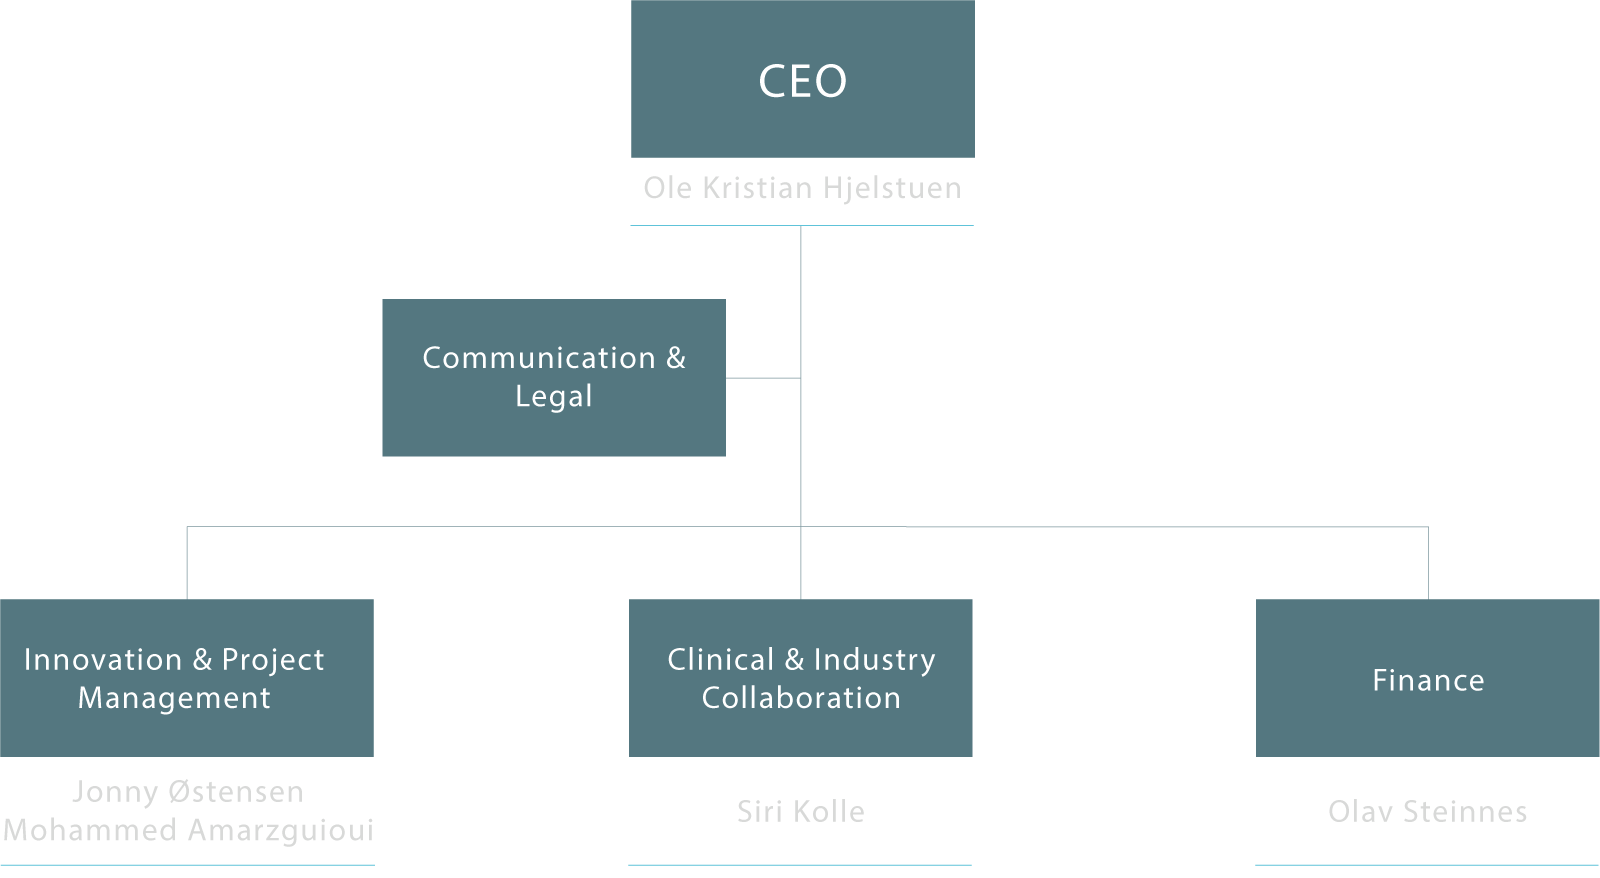 CEO
Ole Kristian Hjelstuen
Communication &
Legal
Innovation & Project
Management
Jonny Østensen
Mohammed Amarzguioui
Clinical & Industry
Collaboration
Siri Kolle
Finance
Olav Steinnes